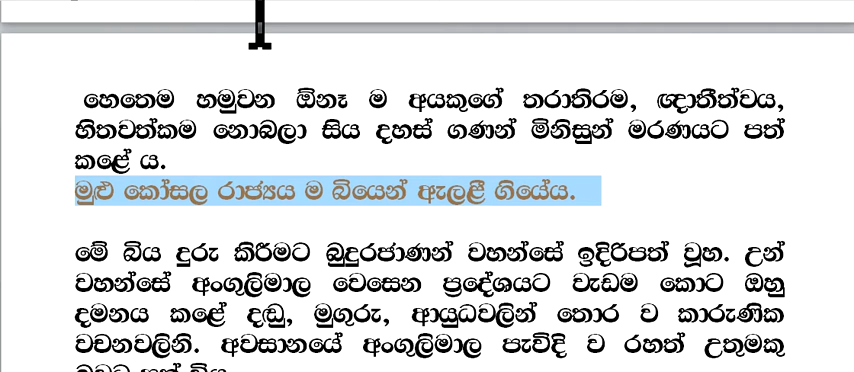 හෙතෙම හමුවන ඕනෑ ම අයකුගේ තරාතිරම, ඥාතීත්වය,
හිතවත්කම නොබලා සිය දහස් ගණන් මිනිසුන් මරණයට පත්
කළේ ය.
මුළු කෝසල රාජ්‍යය ම බියෙන් ඇලළී ගියේය.
මේ බිය දුරු කිරීමට බුදුරජාණන් වහන්සේ ඉදිරිපත් වූහ. උන්
වහන්සේ අංගුලිමාල වෙසෙන ප්‍රදේශයට වැඩම කොට ඔහු
දමනය කළේ දඬු, මුගුරු, ආයුධවලින් තොර ව කාරුණික
වචනවලිනි. අවසානයේ අංගුලිමාල පැවිදි ව රහත් උතුමකු